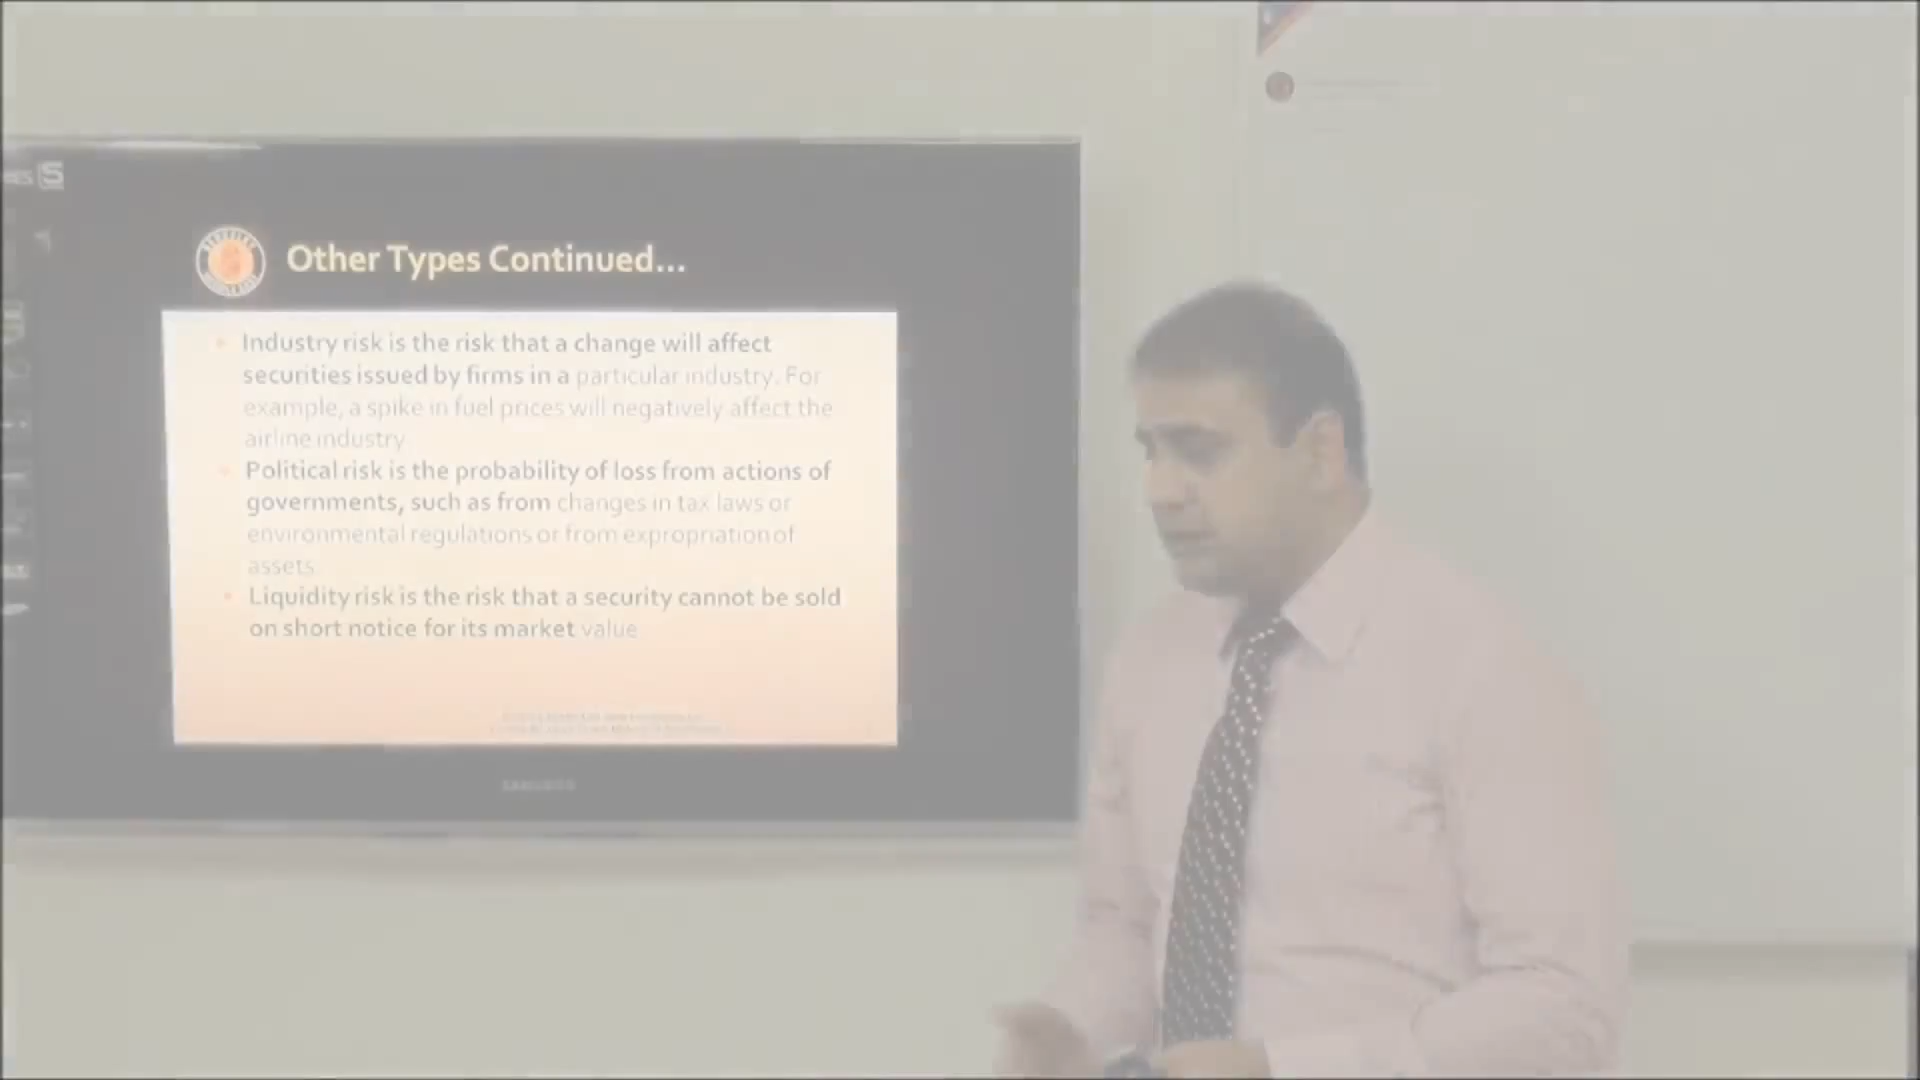 Other Types Continued...
Industry risk is the risk that a change will affect
securities issued by firms in a particular industry. For
example, a spike in fuel prices will negatively affect the
airline industry.
Political risk is the probability of loss from actions of
governments, such as from changes in tax laws or
environmental regulations or from expropriation of
assets.
Liquidity risk is the risk that a security cannot be sold
on short notice for its market value
SAMSUNG